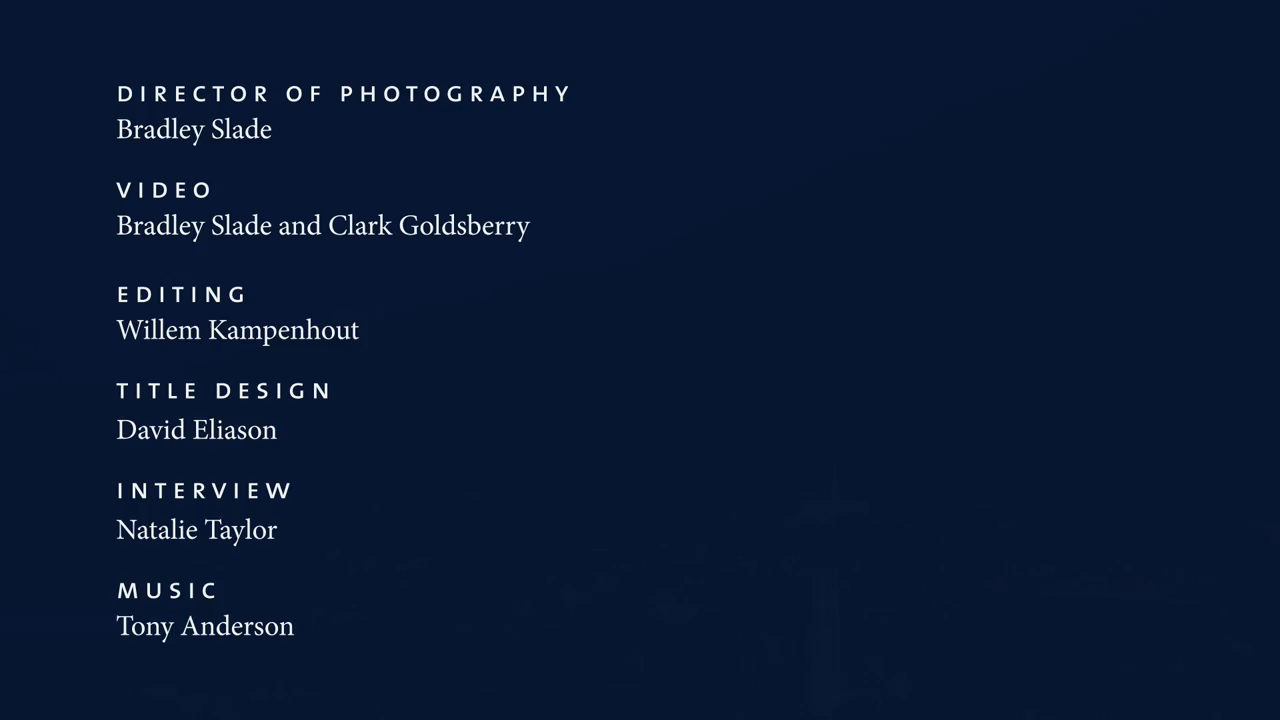 DIRECTOR OF PHOTOGRAPHY
Bradley Slade
VIDEO
Bradley Slade and Clark Goldsberry
EDITING
Willem Kampenhout
TITLE DESIGN
David Eliason
INTERVIEW
Natalie Taylor
MUSIC
Tony Anderson